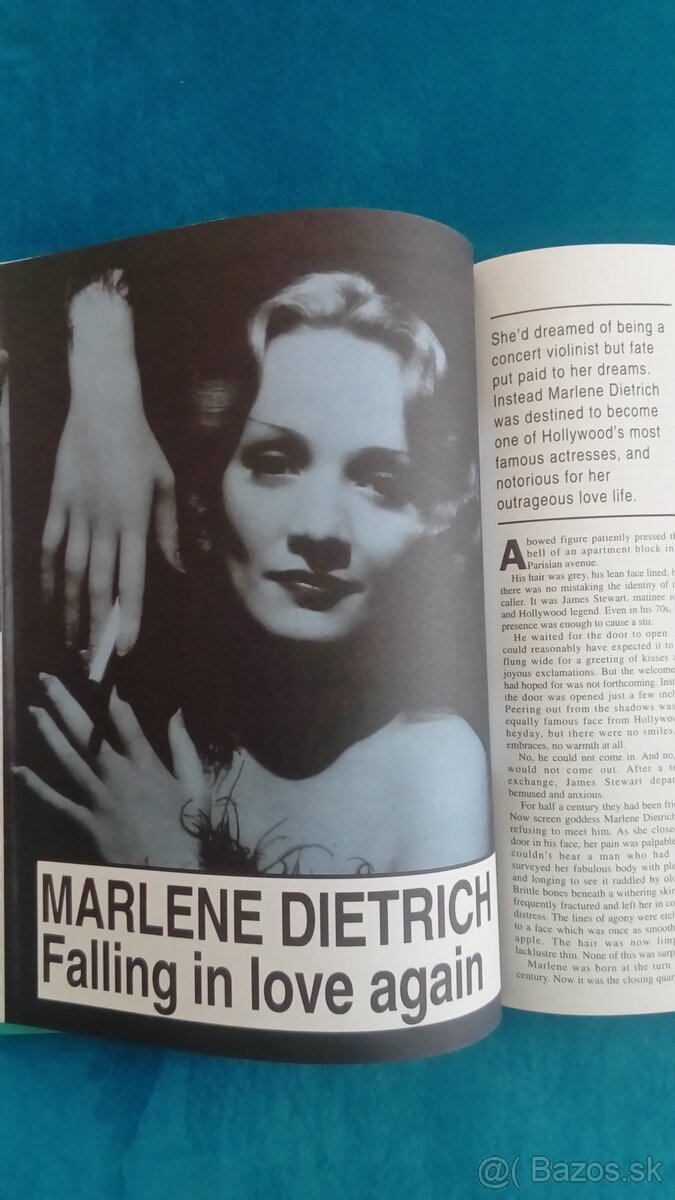 MARLENE DIETRICH
Falling in love again
She'd dreamed of being a
concert violinist but fate
put paid to her dreams.
Instead Marlene Dietrich
was destined to become
one of Hollywood's most
famous actresses, and
notorious for her
outrageous love life.
A bowed figure patiently pressed
bell of an apartment block in
Parisian avenue.
His hair was grey, his lean face lined,
there was no mistaking the identity of
caller. It was James Stewart, matinee
and Hollywood legend. Even in his 70s,
presence was enough to cause a stir.
He waited for the door to open.
could reasonably have expected it to
flung wide for a greeting of kisses
joyous exclamations. But the welcome
had hoped for was not forthcoming.
the door was opened just a few
Peering out from the shadows was
equally famous face from
heyday, but there were no smiles,
embraces, no warmth at all.
No, he could not come in. And no,
would not come out. After a
exchange, James Stewart
bemused and anxious.
For half a century they had been
Now screen goddess Marlene Dietrich
refusing to meet him. As she
door in his face, her pain was
couldn't bear a man who had
surveyed her fabulous body with
and longing to see it raddled by
Brittle bones beneath a withering
frequently fractured and left her in
distress. The lines of agony were
to a face which was once as smooth
apple. The hair was now
lacklustre thin. None of this was
Marlene was born at the turn
century. Now it was the closing
@( Bazos.sk